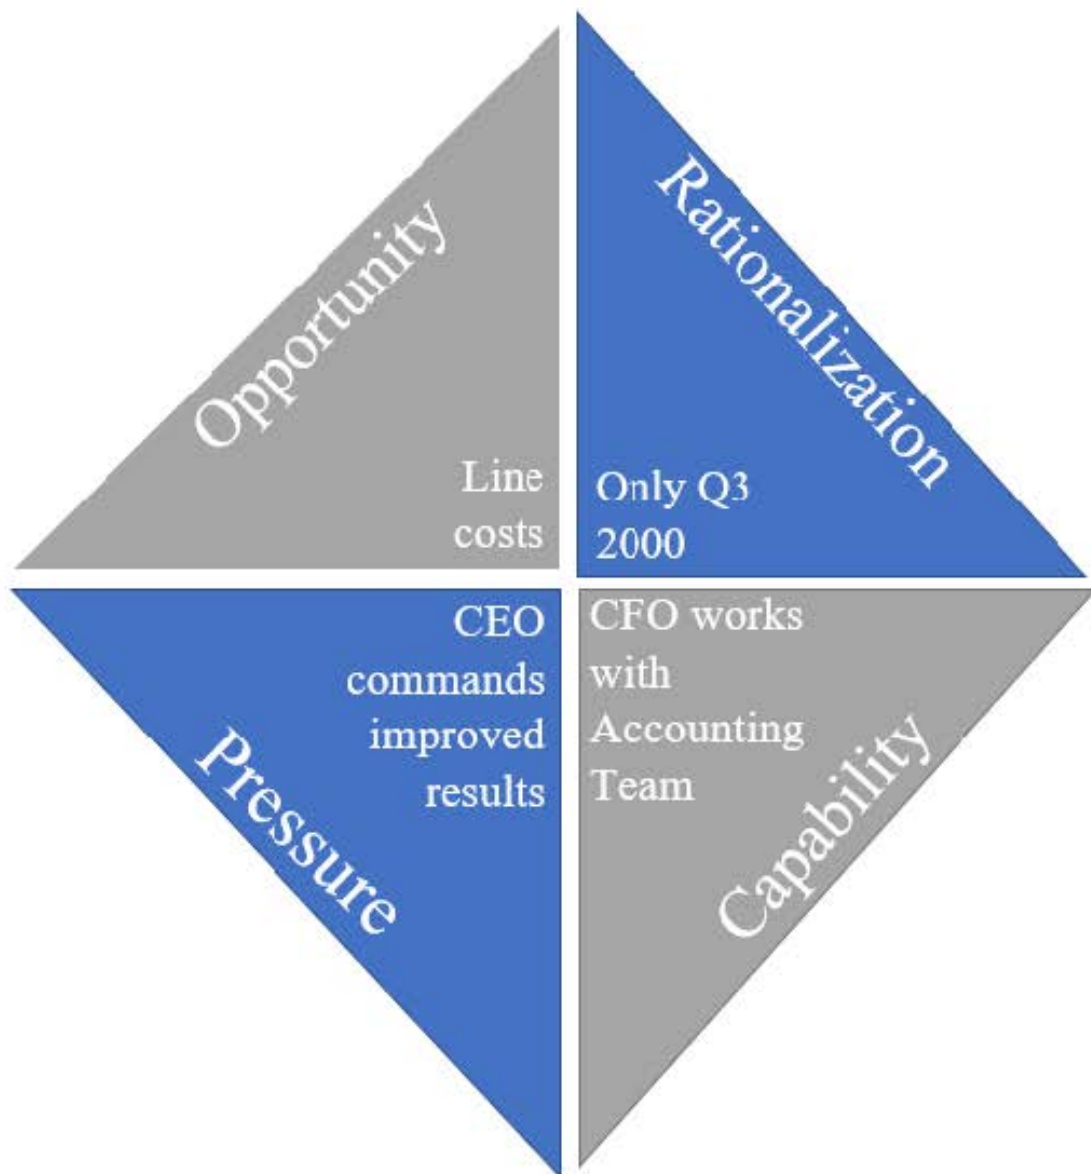 Opportunity
Line
costs
Rationalization
Only Q3
2000
Pressure
CEO
commands
improved
results
CFO works
with
Accounting
Team
Capability